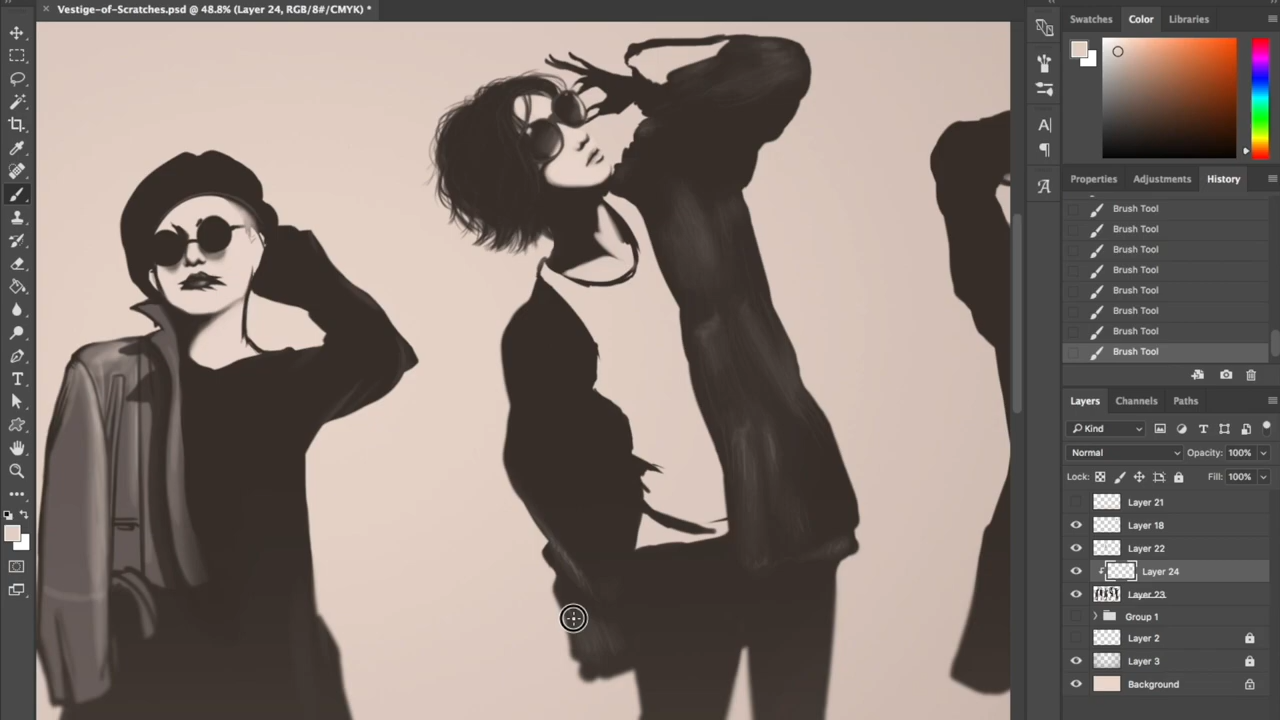 Vestige-of-Scratches.psd @ 48.8% (Layer 24, RGB/8#/CMYK) *
Swatches Color Libraries
Properties Adjustments History
Brush Tool
Brush Tool
Brush Tool
Brush Tool
Brush Tool
Brush Tool
Brush Tool
Brush Tool
Layers Channels Paths
Kind
Normal Opacity: 100%
Lock: Fill: 100%
Layer 21
Layer 18
Layer 22
Layer 24
Layer 23
Group 1
Layer 2
Layer 3
Background